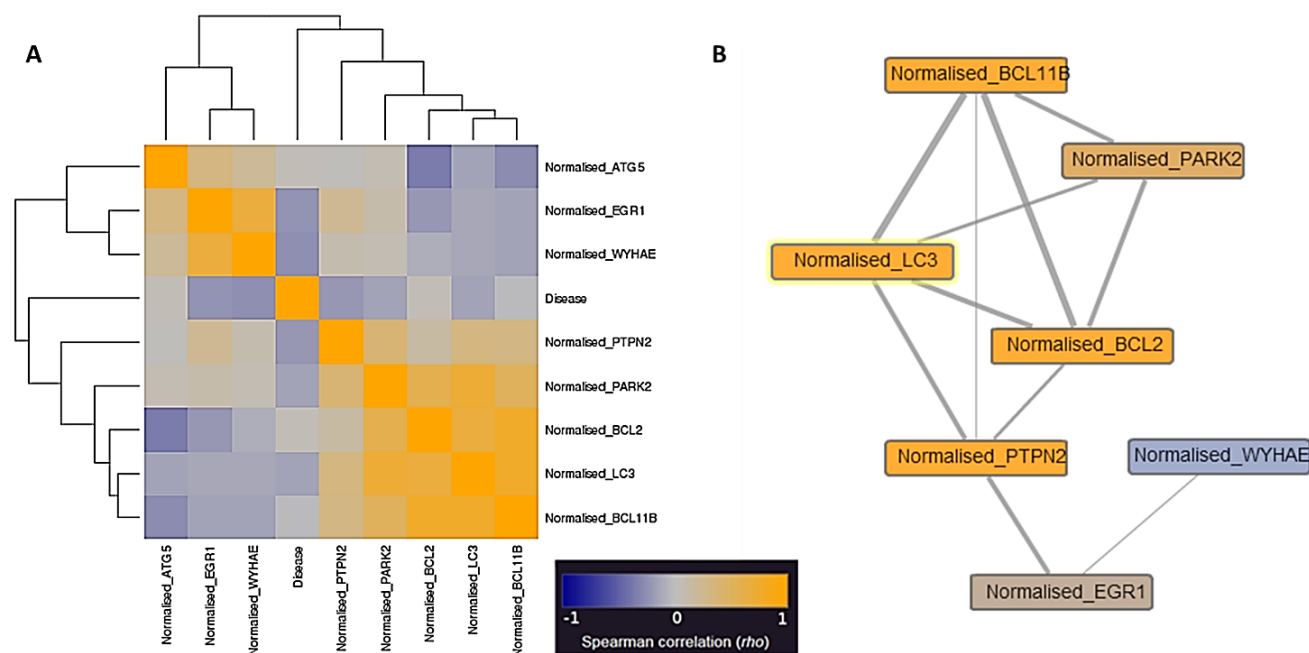 A
B
Normalised_ATG5
Normalised_EGR1
Normalised_WYHAE
Disease
Normalised_PTPN2
Normalised_PARK2
Normalised_BCL2
Normalised_LC3
Normalised_BCL11B
Normalised_ATG5
Normalised_EGR1
Normalised_WYHAE
Disease
Normalised_PTPN2
Normalised_PARK2
Normalised_BCL2
Normalised_LC3
Normalised_BCL11B
-1
0
1
Spearman correlation (rho)
Normalised_BCL11B
Normalised_PARK2
Normalised_LC3
Normalised_BCL2
Normalised_PTPN2
Normalised_WYHAE
Normalised_EGR1